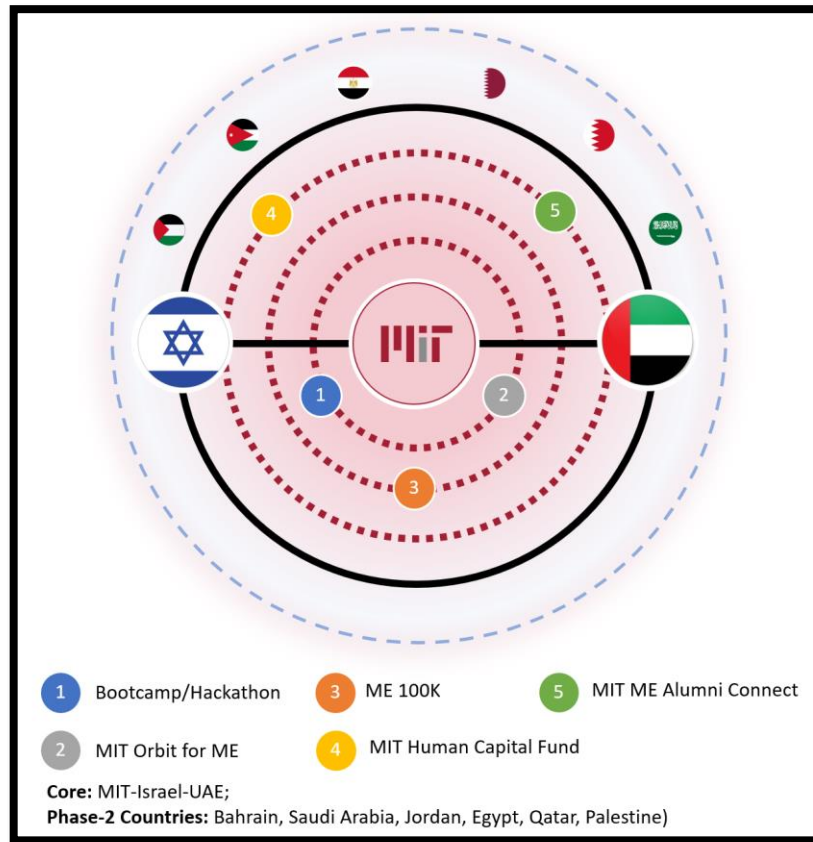 4
5
MIT
1
2
3
1 Bootcamp/Hackathon
3 ME 100K
5 MIT ME Alumni Connect
2 MIT Orbit for ME
4 MIT Human Capital Fund
Core: MIT-Israel-UAE;
Phase-2 Countries: Bahrain, Saudi Arabia, Jordan, Egypt, Qatar, Palestine)